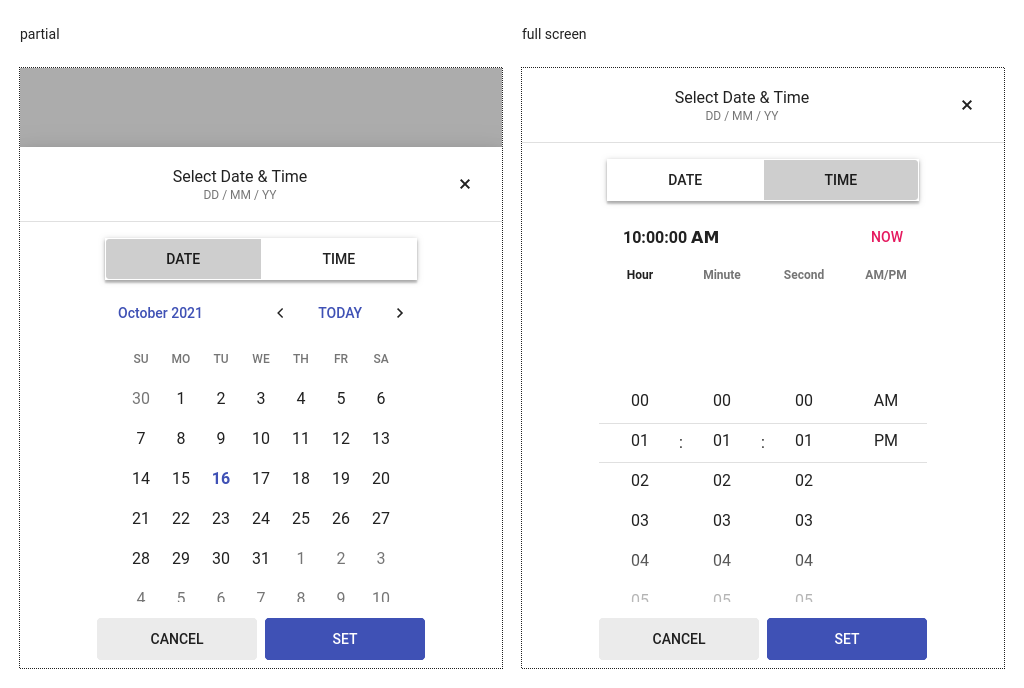 partial
Select Date & Time
DD / MM / YY
DATE TIME
October 2021 TODAY
SU MO TU WE TH FR SA
30 1 2 3 4 5 6
7 8 9 10 11 12 13
14 15 16 17 18 19 20
21 22 23 24 25 26 27
28 29 30 31 1 2 3
4 5 6 7 8 9 10
CANCEL SET
full screen
Select Date & Time
DD / MM / YY
DATE TIME
10:00:00 AM NOW
Hour Minute Second AM/PM
00 00 00 AM
01 : 01 : 01 PM
02 02 02
03 03 03
04 04 04
05 05 05
CANCEL SET